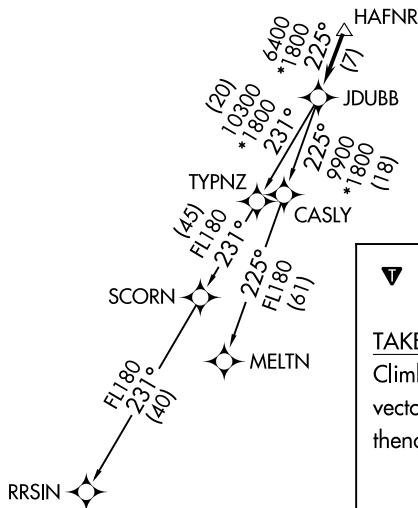 HAFNR
6400
*1800
225°
(7)
JDUBB
(20)
10300
*1800
231°
225°
9900
*1800
(18)
TYPNZ
CASLY
(45)
FL180
231°
225°
FL180
(61)
SCORN
MELTN
FL180
231°
(40)
RRSIN
T
TAKE
Climb
vecto
thenc